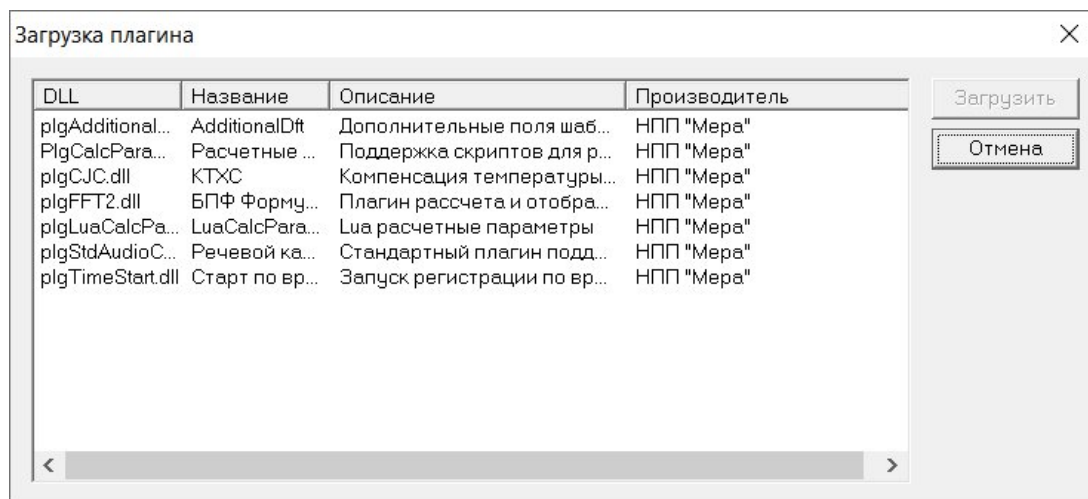 Загрузка плагина
DLL Название Описание Производитель
plgAdditional... AdditionalDft Дополнительные поля шаб... НПП "Мера"
PlgCalcPara... Расчетные ... Поддержка скриптов для р... НПП "Мера"
plgCJC.dll КТХС Компенсация температуры... НПП "Мера"
plgFFT2.dll БПФ Форму... Плагин рассчета и отобра... НПП "Мера"
plgLuaCalcPa... LuaCalcPara... Lua расчетные параметры НПП "Мера"
plgStdAudioC... Речевой ка... Стандартный плагин подд... НПП "Мера"
plgTimeStart.dll Старт по вр... Запуск регистрации по вр... НПП "Мера"
Загрузить
Отмена